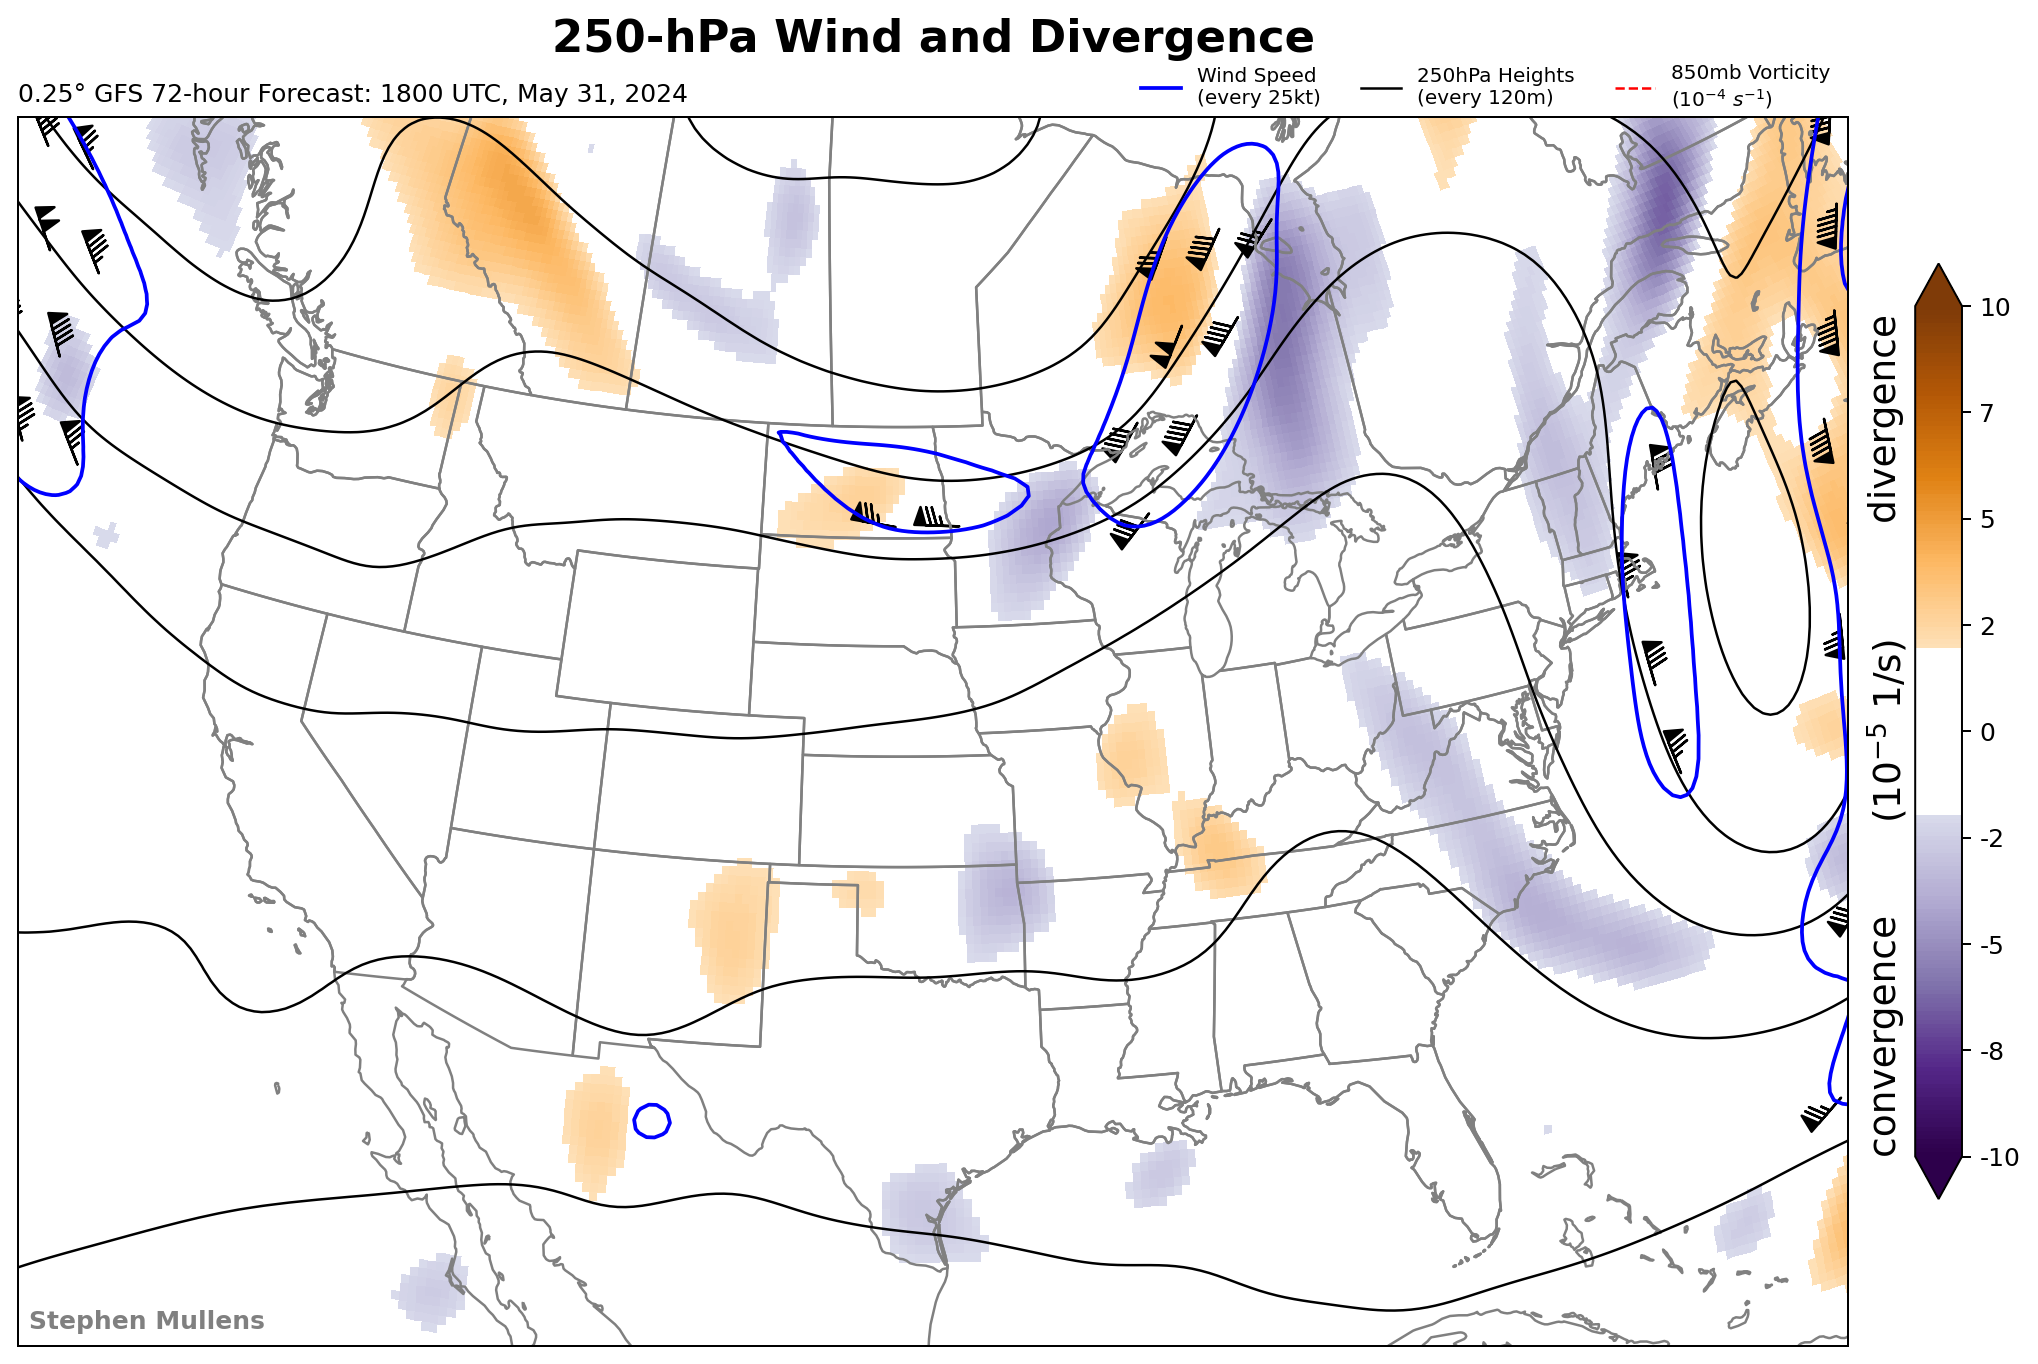 250-hPa Wind and Divergence
0.25° GFS 72-hour Forecast: 1800 UTC, May 31, 2024
Wind Speed
(every 25kt)
250hPa Heights
(every 120m)
850mb Vorticity
(10⁻⁴ s⁻¹)
10
7
5
2
0
-2
-5
-8
-10
convergence (10⁻⁵ 1/s) divergence
Stephen Mullens